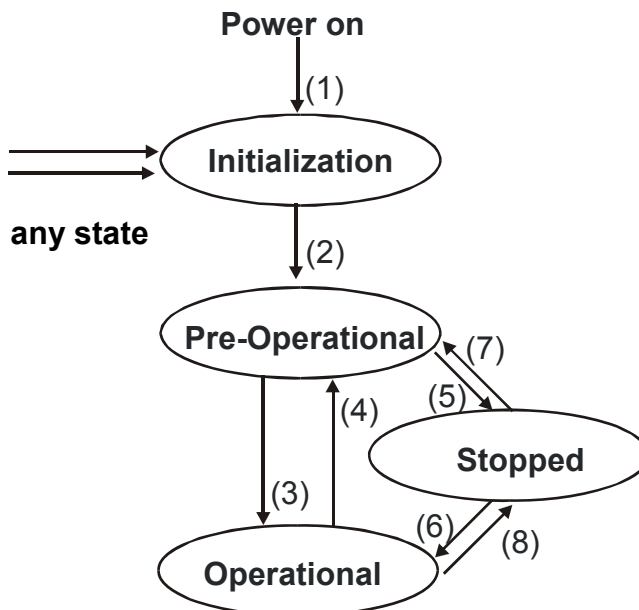 Power on
(1)
Initialization
any state
(2)
Pre-Operational
(7)
(5)
(4)
Stopped
(3)
(6)
(8)
Operational